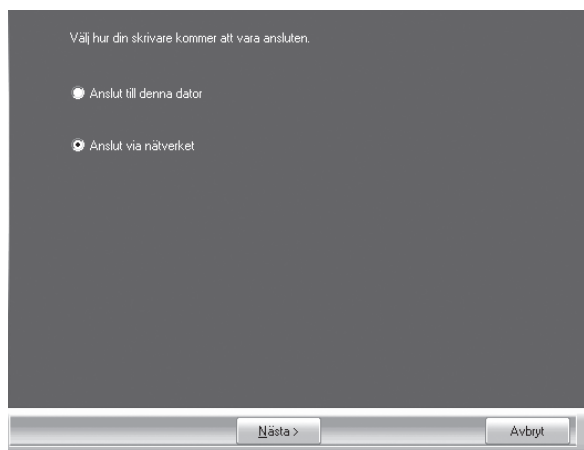 Välj hur din skrivare kommer att vara ansluten.
Anslut till denna dator
Anslut via nätverket
Nästa >
Avbryt